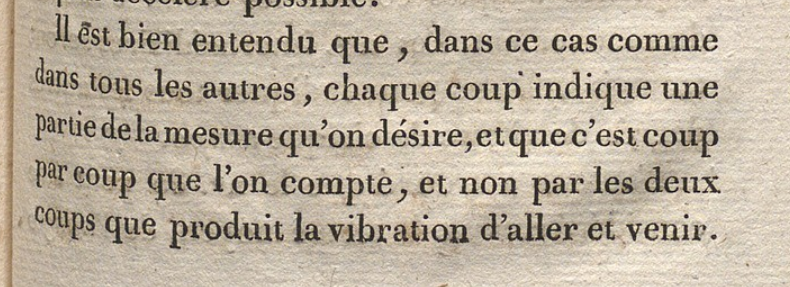 Il est bien entendu que, dans ce cas comme
dans tous les autres, chaque coup indique une
partie de la mesure qu'on désire, et que c'est coup
par coup que l'on compte, et non par les deux
coups que produit la vibration d'aller et venir.